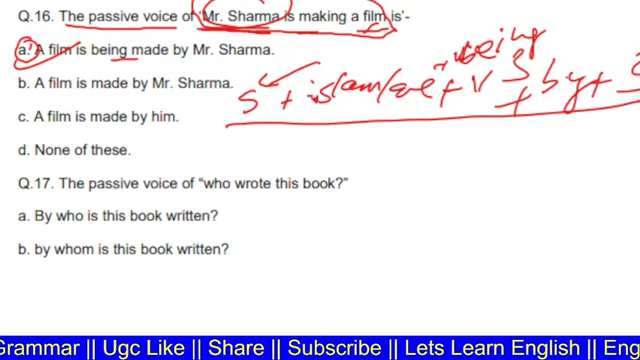 Q.16. The passive voice of 'Mr. Sharma is making a film is'-
a. A film is being made by Mr. Sharma.
being
b. A film is made by Mr. Sharma.
S + is/am/are + V3 + by +
c. A film is made by him.
d. None of these.
Q.17. The passive voice of “who wrote this book?”
a. By who is this book written?
b. by whom is this book written?
Grammar || Ugc Like || Share || Subscribe || Lets Learn English || Eng